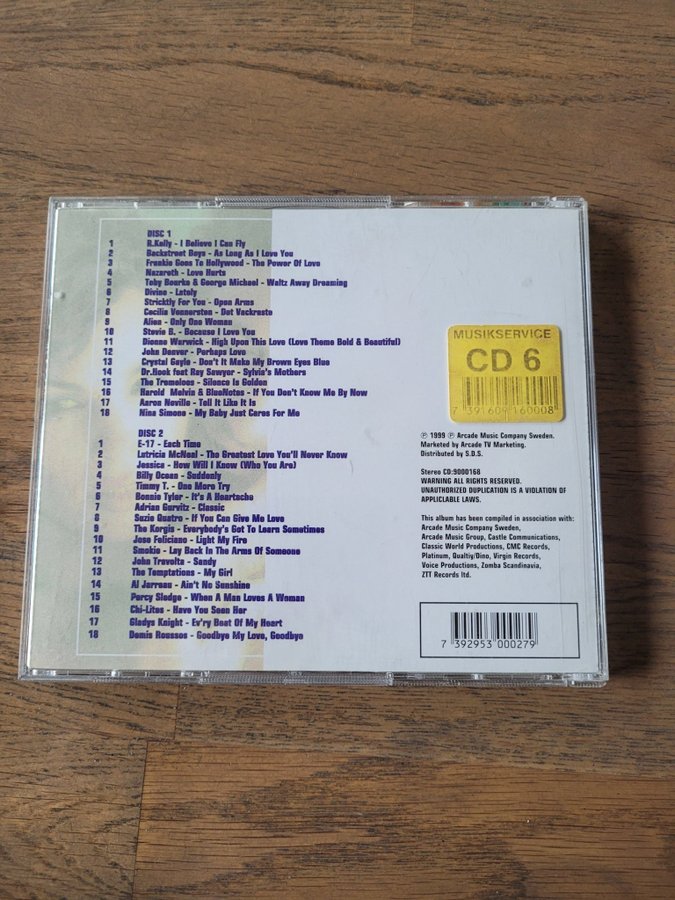 DISC 1
1 R.Kelly - I Believe I Can Fly
2 Backstreet Boys - As Long As I Love You
3 Frankie Goes To Hollywood - The Power Of Love
4 Nazareth - Love Hurts
5 Toby Bourke & George Michael - Waltz Away Dreaming
6 Divine - Lately
7 Stricktly For You - Open Arms
8 Cecilia Vennersten - Det Vackraste
9 Alien - Only One Woman
10 Stevie B. - Because I Love You
11 Dionne Warwick - High Upon This Love (Love Theme Bold & Beautiful)
12 John Denver - Perhaps Love
13 Crystal Gayle - Don't It Make My Brown Eyes Blue
14 Dr.Hook feat Ray Sawyer - Sylvia's Mothers
15 The Tremeloes - Silence Is Golden
16 Harold Melvin & BlueNotes - If You Don't Know Me By Now
17 Aaron Neville - Tell It Like It Is
18 Nina Simone - My Baby Just Cares For Me
DISC 2
1 E-17 - Each Time
2 Lutricia McNeal - The Greatest Love You'll Never Know
3 Jessica - How Will I Know (Who You Are)
4 Billy Ocean - Suddenly
5 Timmy T. - One More Try
6 Bonnie Tyler - It's A Heartache
7 Adrian Gurvitz - Classic
8 Suzie Quatro - If You Can Give Me Love
9 The Korgis - Everybody's Got To Learn Sometimes
10 Jose Feliciano - Light My Fire
11 Smokie - Lay Back In The Arms Of Someone
12 John Travolta - Sandy
13 The Temptations - My Girl
14 Al Jarreau - Ain't No Sunshine
15 Percy Sledge - When A Man Loves A Woman
16 Chi-Lites - Have You Seen Her
17 Gladys Knight - Ev'ry Beat Of My Heart
18 Demis Roussos - Goodbye My Love, Goodbye
MUSIKSERVICE
CD 6
7 391609 160008
℗ 1999 ℗ Arcade Music Company Sweden.
Marketed by Arcade TV Marketing.
Distributed by S.D.S.
Stereo CD:9000168
WARNING ALL RIGHTS RESERVED.
UNAUTHORIZED DUPLICATION IS A VIOLATION OF
APPLICLABLE LAWS.
This album has been compiled in association with:
Arcade Music Company Sweden,
Arcade Music Group, Castle Communications,
Classic World Productions, CMC Records,
Platinum, Qualtiy/Dino, Virgin Records,
Voice Productions, Zomba Scandinavia,
ZTT Records ltd.
7 392953 000279